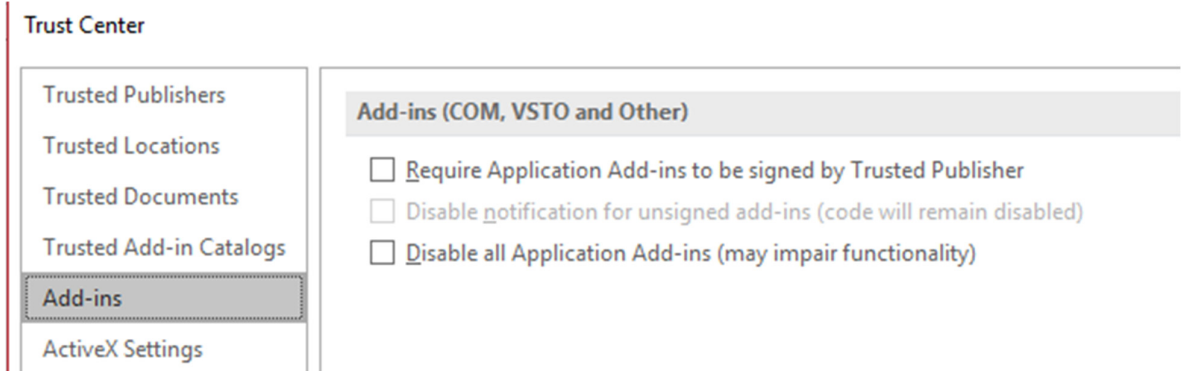 Trust Center
Trusted Publishers
Trusted Locations
Trusted Documents
Trusted Add-in Catalogs
Add-ins
ActiveX Settings
Add-ins (COM, VSTO and Other)
Require Application Add-ins to be signed by Trusted Publisher
Disable notification for unsigned add-ins (code will remain disabled)
Disable all Application Add-ins (may impair functionality)